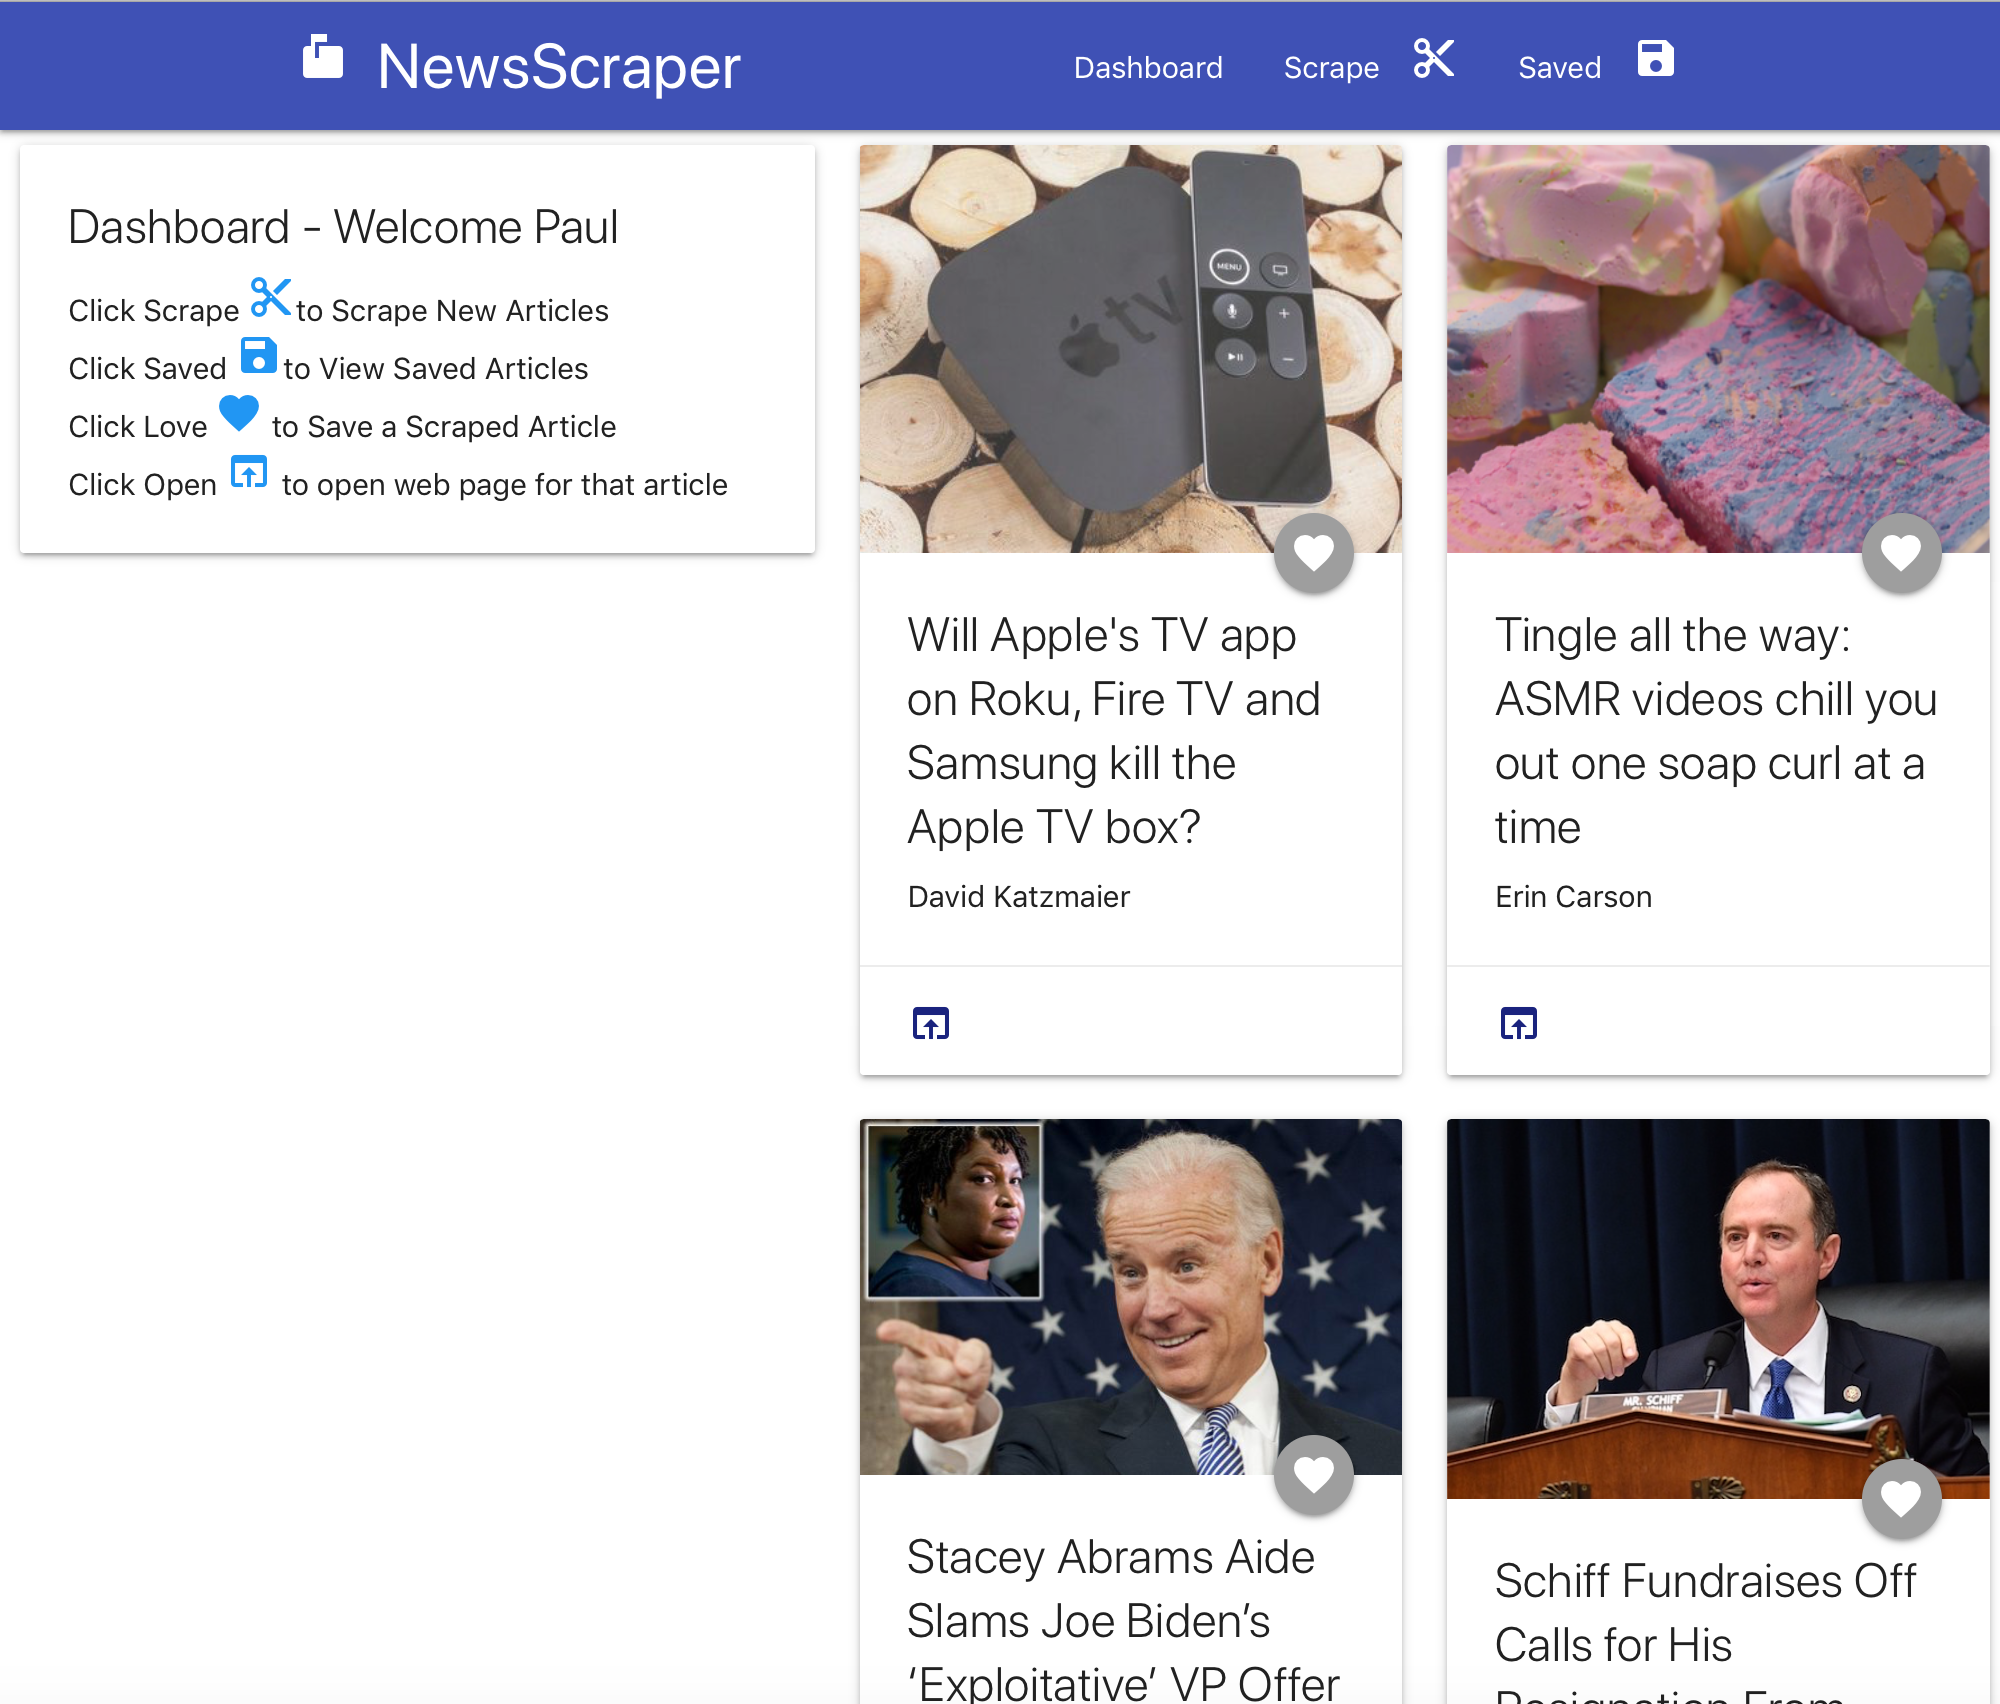 NewsScraper
Dashboard
Scrape
Saved
Dashboard - Welcome Paul
Click Scrape to Scrape New Articles
Click Saved to View Saved Articles
Click Love to Save a Scraped Article
Click Open to open web page for that article
tv
MENU
Will Apple's TV app
on Roku, Fire TV and
Samsung kill the
Apple TV box?
David Katzmaier
Tingle all the way:
ASMR videos chill you
out one soap curl at a
time
Erin Carson
Stacey Abrams Aide
Slams Joe Biden’s
‘Exploitative’ VP Offer
MR. SCHIFF
Schiff Fundraises Off
Calls for His
Resignation From